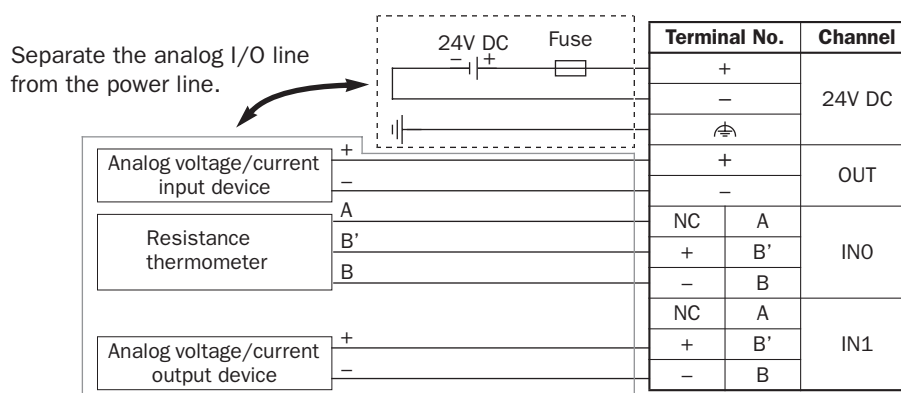 Separate the analog I/O line
from the power line.
24V DC
Fuse
– +
Analog voltage/current
input device
+
–
Resistance
thermometer
A
B’
B
Analog voltage/current
output device
+
–
Terminal No. Channel
+
–
24V DC
+
–
OUT
NC A
+ B’
– B
IN0
NC A
+ B’
– B
IN1